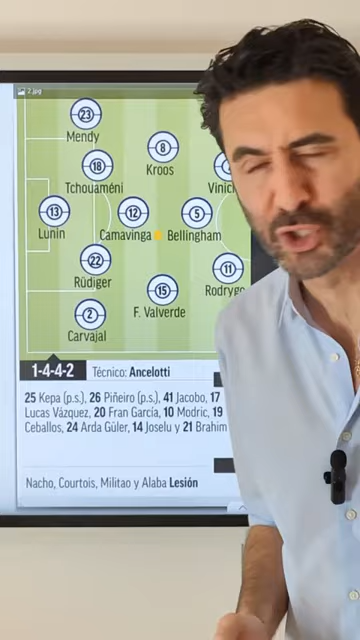 2.jpg
23
Mendy
8
Kroos
18
Tchouaméni
Vinic
13
Lunin
12
Camavinga
5
Bellingham
22
Rüdiger
11
Rodrygo
15
F. Valverde
2
Carvajal
1-4-4-2 Técnico: Ancelotti
25 Kepa (p.s.), 26 Piñeiro (p.s.), 41 Jacobo, 17
Lucas Vázquez, 20 Fran García, 10 Modric, 19
Ceballos, 24 Arda Güler, 14 Joselu y 21 Brahim
Nacho, Courtois, Militao y Alaba Lesión